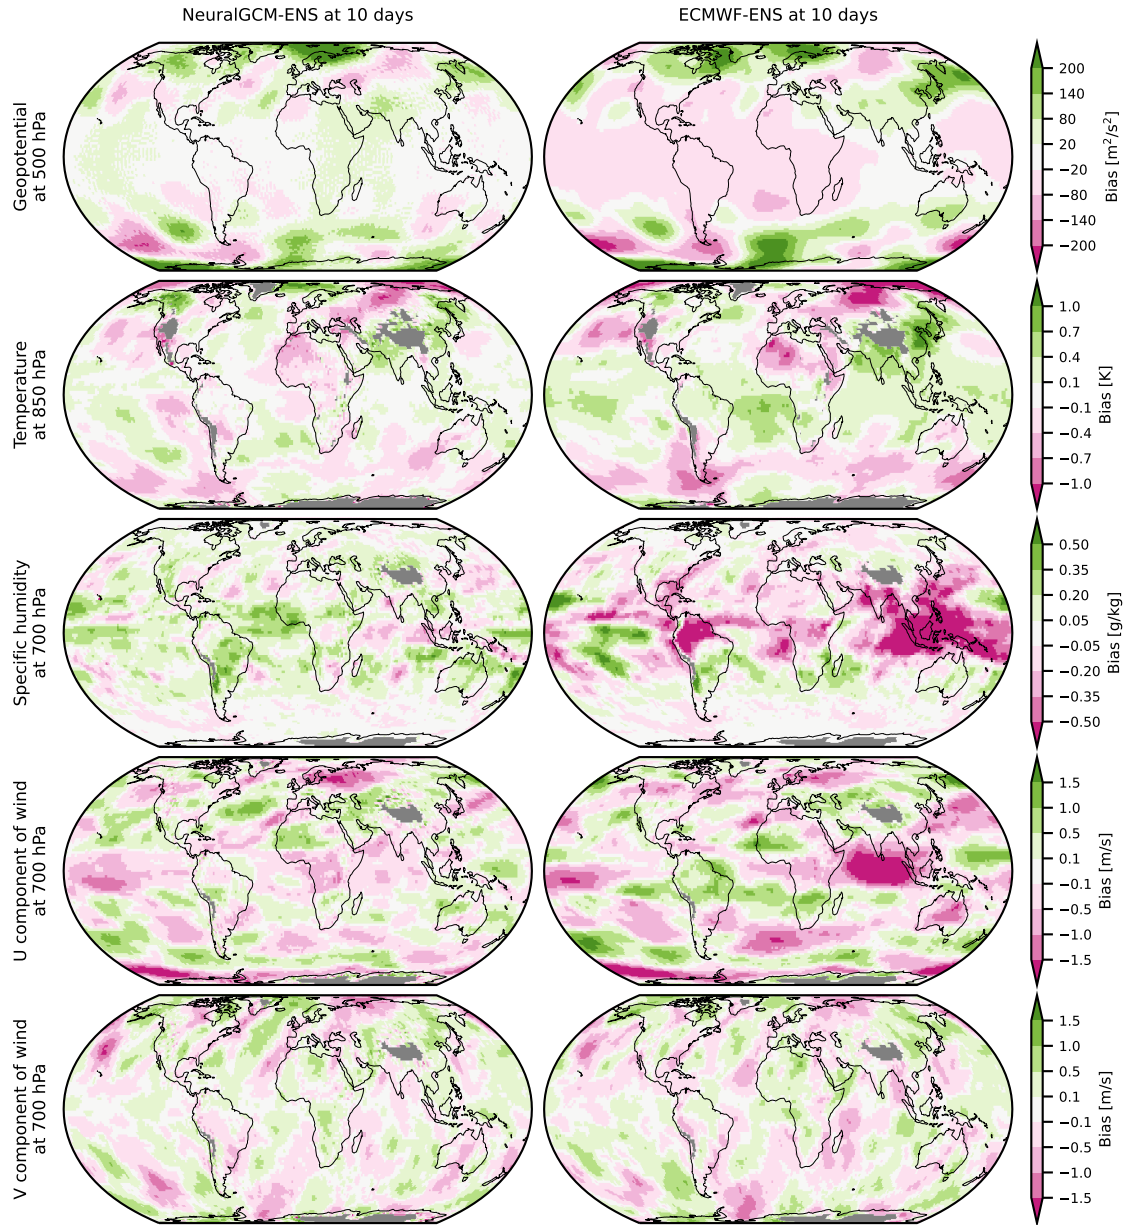 NeuralGCM-ENS at 10 days
ECMWF-ENS at 10 days
Geopotential
at 500 hPa
200
140
80
20
−20
−80
−140
−200
Bias [m²/s²]
Temperature
at 850 hPa
1.0
0.7
0.4
0.1
−0.1
−0.4
−0.7
−1.0
Bias [K]
Specific humidity
at 700 hPa
0.50
0.35
0.20
0.05
−0.05
−0.20
−0.35
−0.50
Bias [g/kg]
U component of wind
at 700 hPa
1.5
1.0
0.5
0.1
−0.1
−0.5
−1.0
−1.5
Bias [m/s]
V component of wind
at 700 hPa
1.5
1.0
0.5
0.1
−0.1
−0.5
−1.0
−1.5
Bias [m/s]